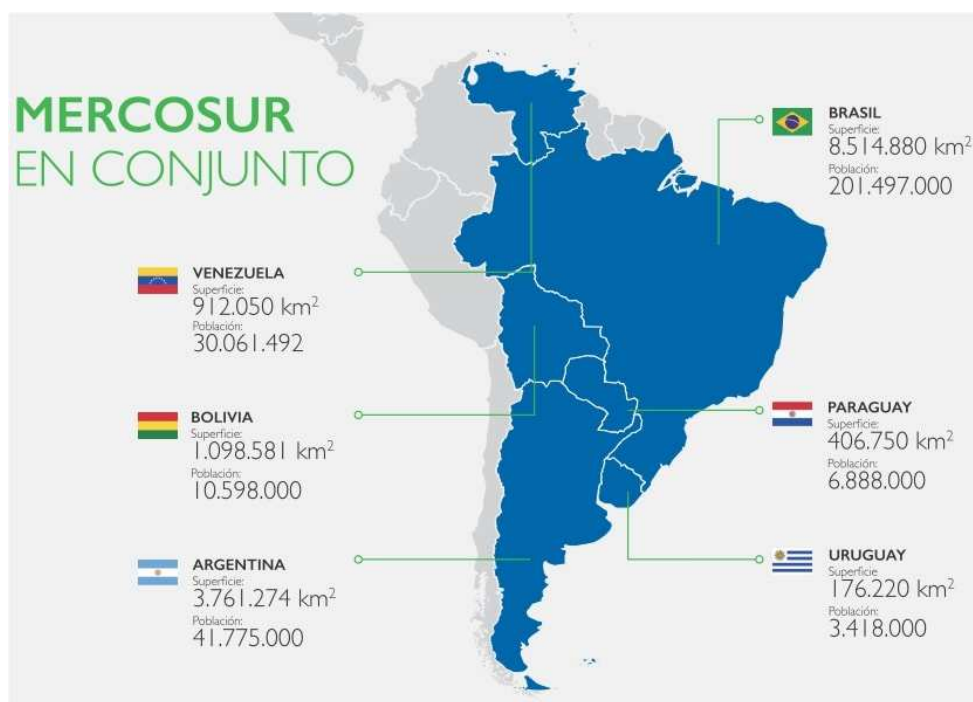 MERCOSUR
EN CONJUNTO
VENEZUELA
Superficie:
912.050 km²
Población:
30.061.492
BOLIVIA
Superficie:
1.098.581 km²
Población:
10.598.000
ARGENTINA
Superficie:
3.761.274 km²
Población:
41.775.000
BRASIL
Superficie:
8.514.880 km²
Población:
201.497.000
PARAGUAY
Superficie:
406.750 km²
Población:
6.888.000
URUGUAY
Superficie
176.220 km²
Población:
3.418.000